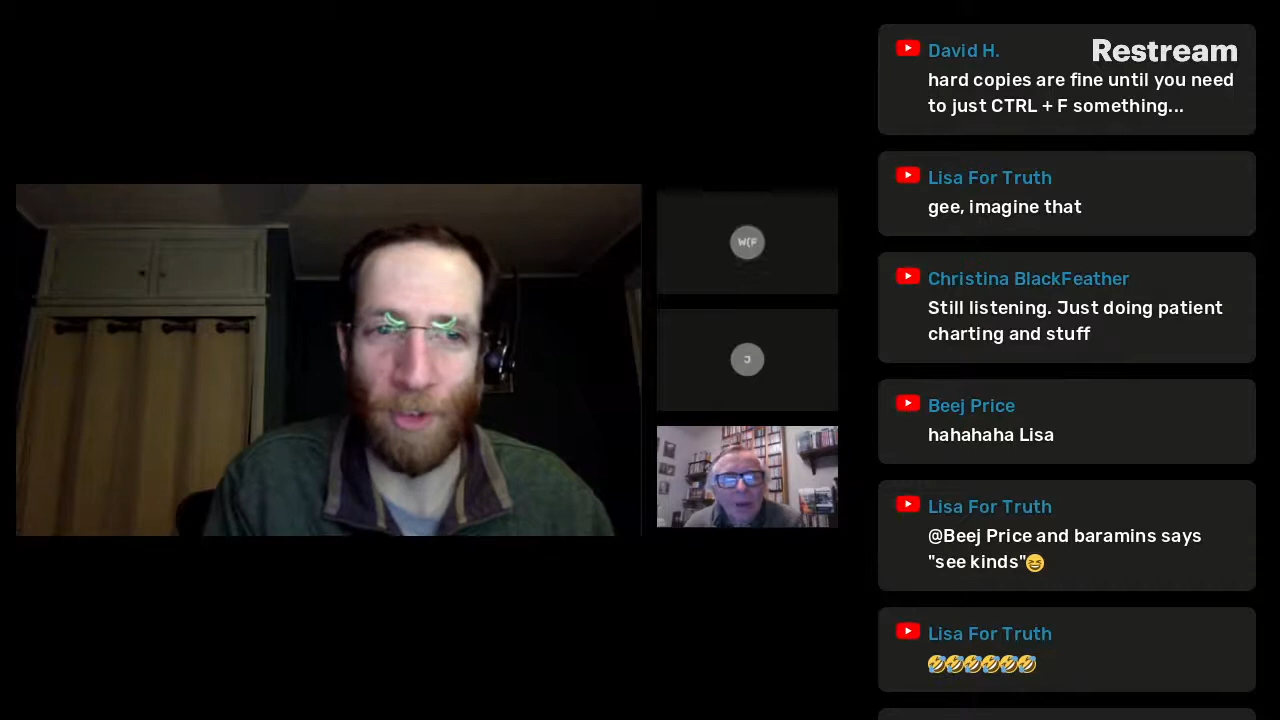 David H.
Restream
hard copies are fine until you need
to just CTRL + F something...
Lisa For Truth
gee, imagine that
Christina BlackFeather
Still listening. Just doing patient
charting and stuff
Beej Price
hahahaha Lisa
Lisa For Truth
@Beej Price and baramins says
"see kinds"😆
Lisa For Truth
🤣🤣🤣🤣🤣🤣
W(F
J